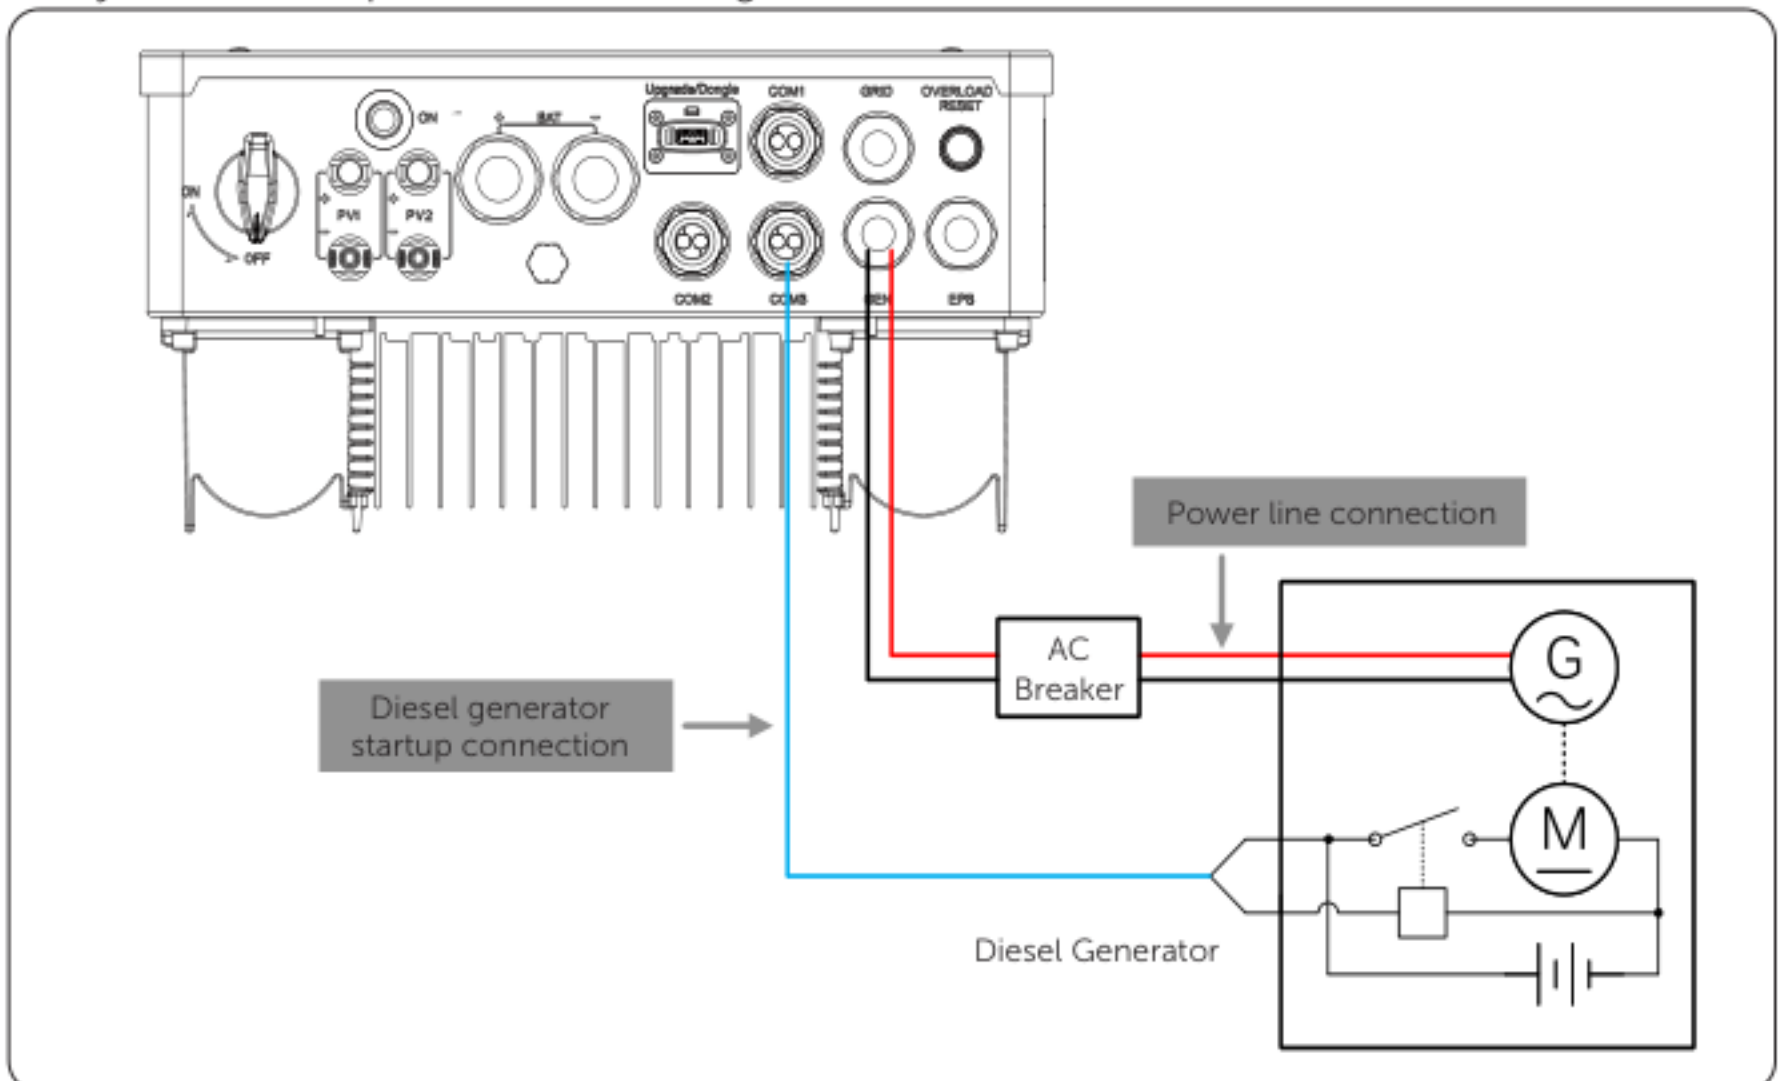 Upgrade/Dongle
COM1
GRID
OVERLOAD
RESET
ON
+ BAT -
ON
OFF
+
-
PV1
+
-
PV2
COM2
COM3
GEN
EPS
Power line connection
AC
Breaker
G
Diesel generator
startup connection
M
Diesel Generator